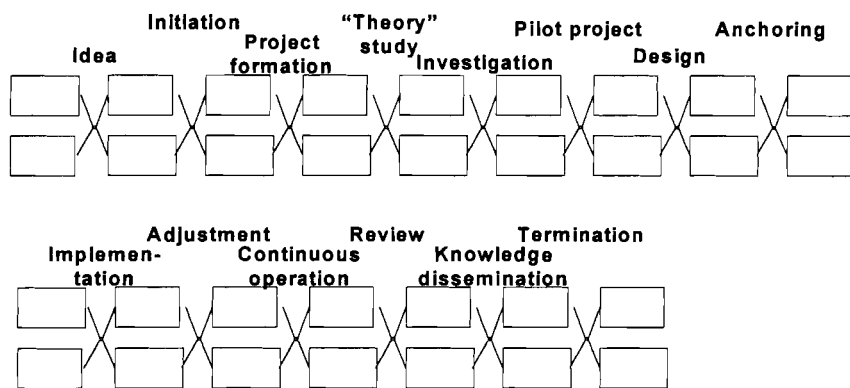 Initiation
"Theory"
study
Pilot project
Anchoring
Idea
Project
formation
Investigation
Design
Adjustment
Review
Termination
Implemen-
tation
Continuous
operation
Knowledge
dissemination